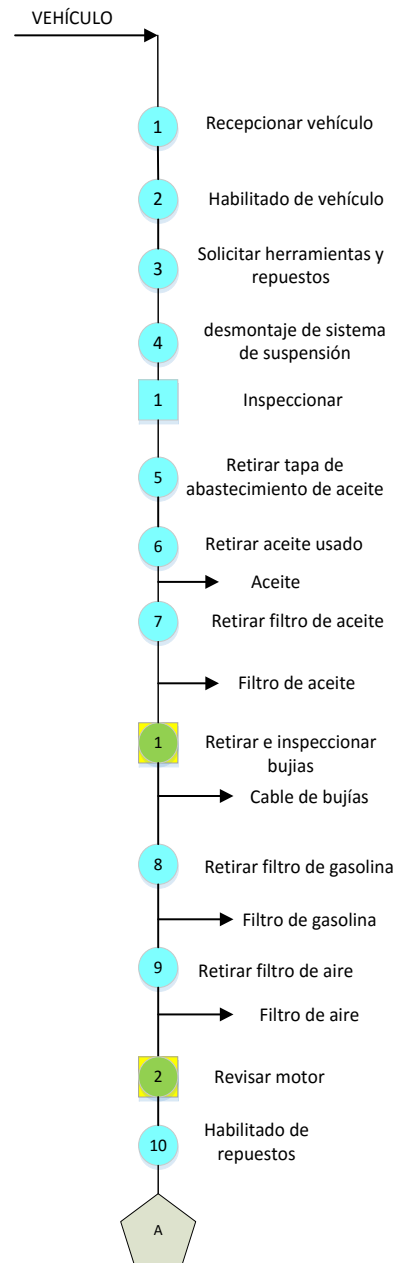 VEHÍCULO
1
Recepcionar vehículo
2
Habilitado de vehículo
3
Solicitar herramientas y
repuestos
4
desmontaje de sistema
de suspensión
1
Inspeccionar
5
Retirar tapa de
abastecimiento de aceite
6
Retirar aceite usado
Aceite
7
Retirar filtro de aceite
Filtro de aceite
1
Retirar e inspeccionar
bujias
Cable de bujías
8
Retirar filtro de gasolina
Filtro de gasolina
9
Retirar filtro de aire
Filtro de aire
2
Revisar motor
10
Habilitado de
repuestos
A